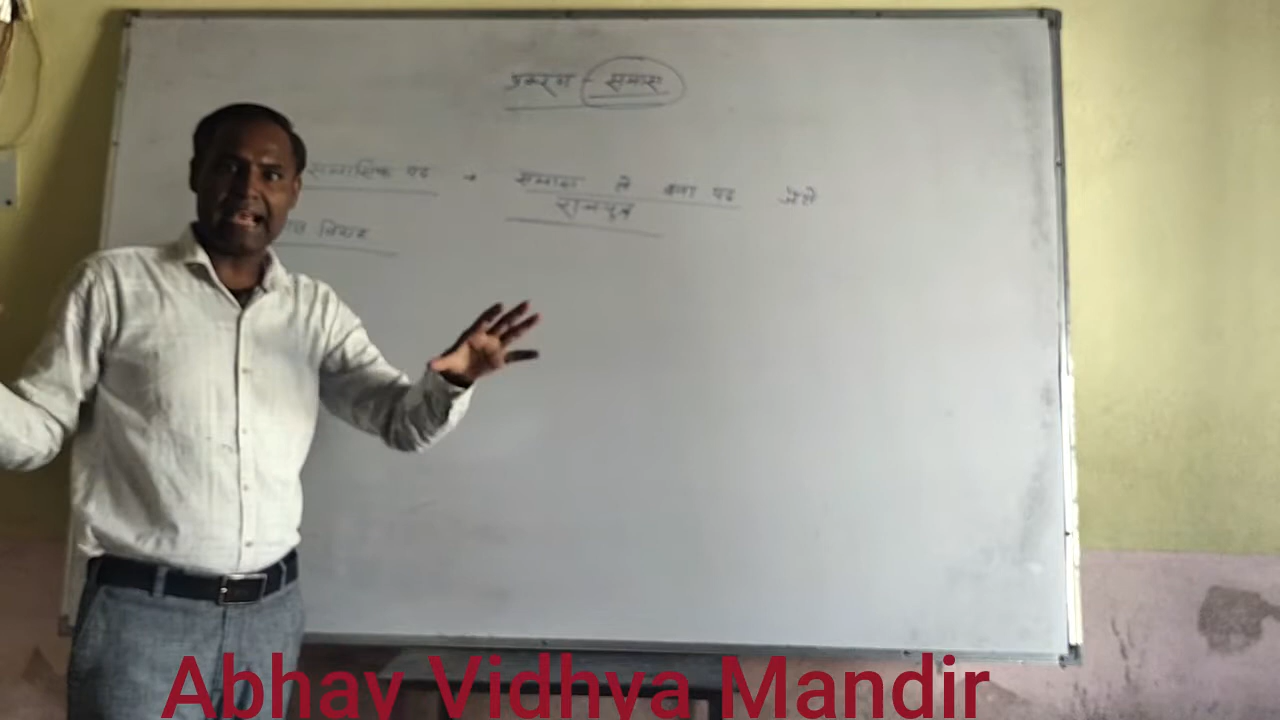 प्रकरण - समास
सामासिक पद → समास से बना पद जैसे
राजपुत्र
विग्रह
Abhay Vidhya Mandir